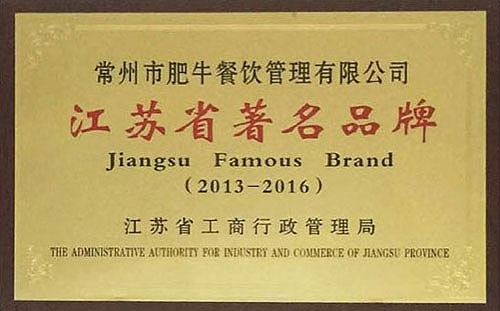 常州市肥牛餐饮管理有限公司
江苏省著名品牌
Jiangsu Famous Brand
(2013-2016)
江苏省工商行政管理局
THE ADMINISTRATIVE AUTHORITY FOR INDUSTRY AND COMMERCE OF JIANGSU PROVINCE